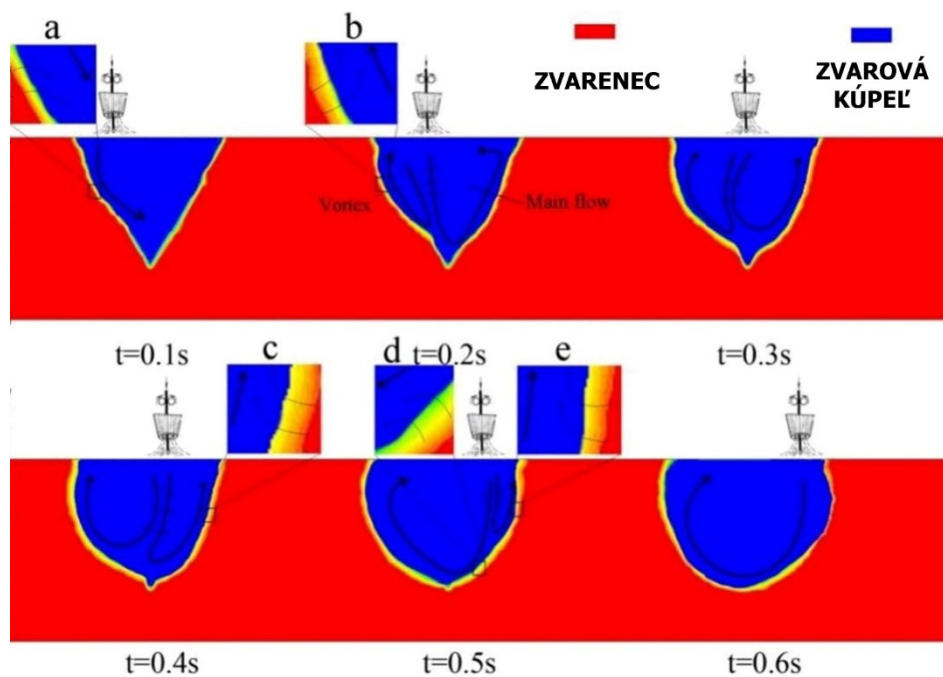 a
b
ZVARENEC
ZVAROVÁ
KÚPEĽ
Vortex
Main flow
t=0.1s
t=0.2s
t=0.3s
c
d
e
t=0.4s
t=0.5s
t=0.6s